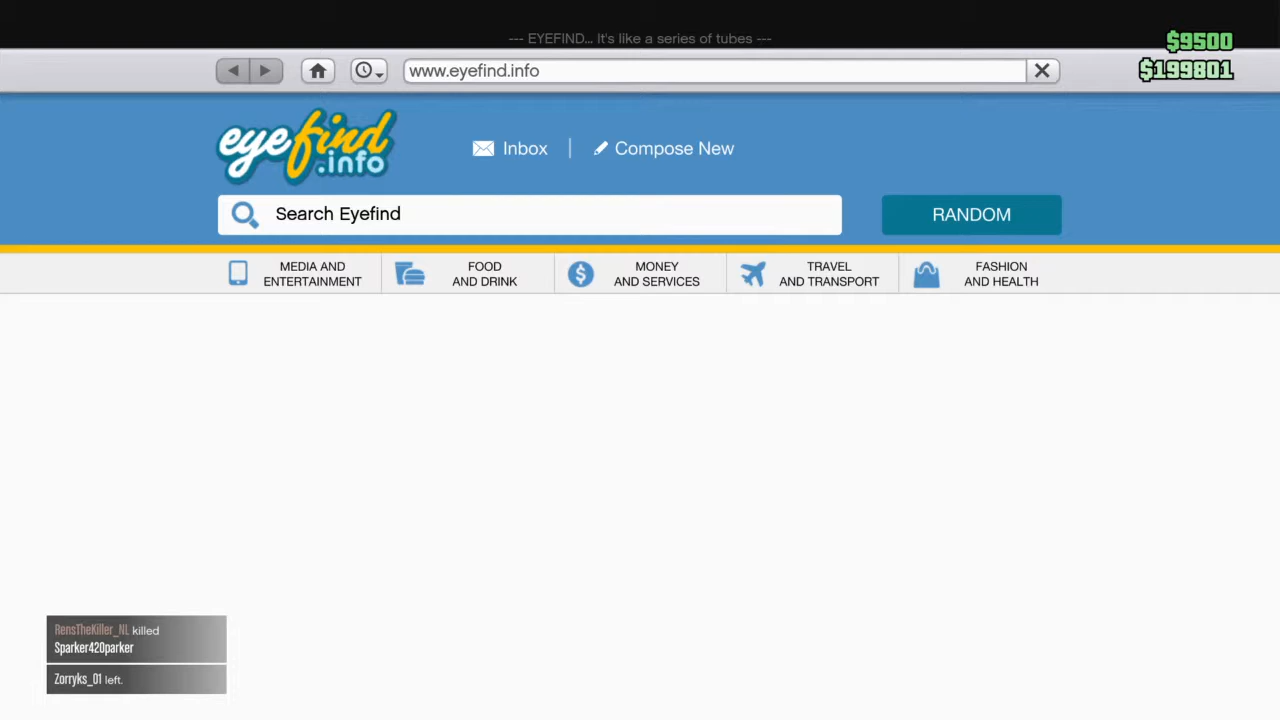 --- EYEFIND... It's like a series of tubes ---
$9500
$199801
www.eyefind.info
eyefind.info
Inbox
Compose New
Search Eyefind
RANDOM
MEDIA AND
ENTERTAINMENT
FOOD
AND DRINK
MONEY
AND SERVICES
TRAVEL
AND TRANSPORT
FASHION
AND HEALTH
RensTheKiller_NL killed
Sparker420parker
Zorryks_01 left.